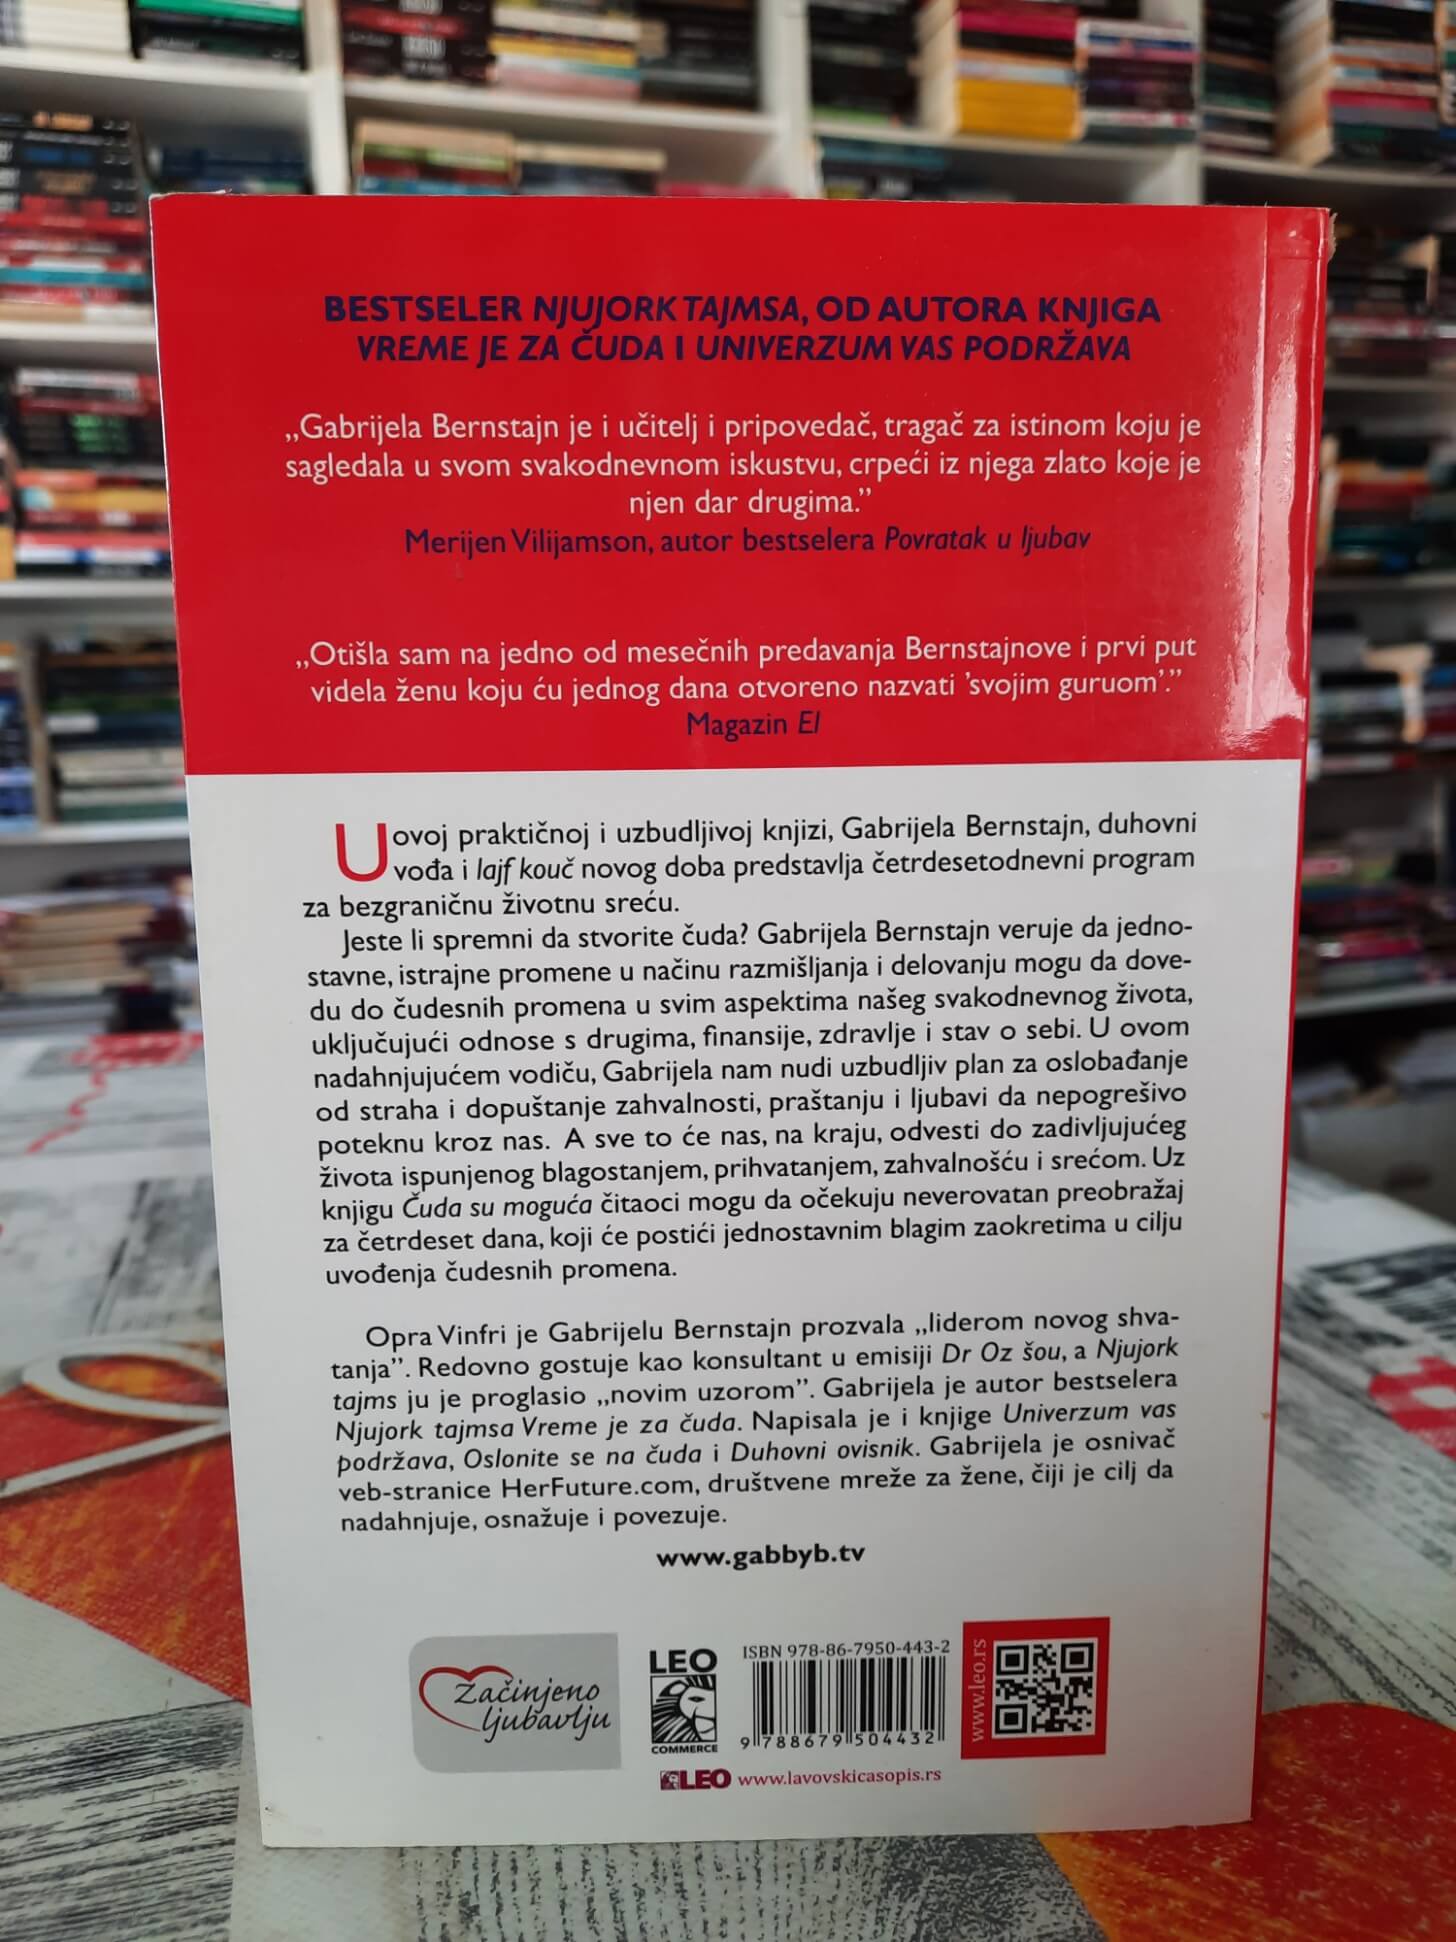 BESTSELER NJUJORK TAJMSA, OD AUTORA KNJIGA
VREME JE ZA ČUDA I UNIVERZUM VAS PODRŽAVA
„Gabrijela Bernstajn je i učitelj i pripovedač, tragač za istinom koju je
sagledala u svom svakodnevnom iskustvu, crpeći iz njega zlato koje je
njen dar drugima.”
Merijen Vilijamson, autor bestselera Povratak u ljubav
„Otišla sam na jedno od mesečnih predavanja Bernstajnove i prvi put
videla ženu koju ću jednog dana otvoreno nazvati 'svojim guruom'.”
Magazin El
U ovoj praktičnoj i uzbudljivoj knjizi, Gabrijela Bernstajn, duhovni
vođa i lajf kouč novog doba predstavlja četrdesetodnevni program
za bezgraničnu životnu sreću.
Jeste li spremni da stvorite čuda? Gabrijela Bernstajn veruje da jedno-
stavne, istrajne promene u načinu razmišljanja i delovanju mogu da dove-
du do čudesnih promena u svim aspektima našeg svakodnevnog života,
uključujući odnose s drugima, finansije, zdravlje i stav o sebi. U ovom
nadahnjujućem vodiču, Gabrijela nam nudi uzbudljiv plan za oslobađanje
od straha i dopuštanje zahvalnosti, praštanju i ljubavi da nepogrešivo
poteknu kroz nas. A sve to će nas, na kraju, odvesti do zadivljujućeg
života ispunjenog blagostanjem, prihvatanjem, zahvalnošću i srećom. Uz
knjigu Čuda su moguća čitaoci mogu da očekuju neverovatan preobražaj
za četrdeset dana, koji će postići jednostavnim blagim zaokretima u cilju
uvođenja čudesnih promena.
Opra Vinfri je Gabrijelu Bernstajn prozvala „liderom novog shva-
tanja”. Redovno gostuje kao konsultant u emisiji Dr Oz šou, a Njujork
tajms ju je proglasio „novim uzorom”. Gabrijela je autor bestselera
Njujork tajmsa Vreme je za čuda. Napisala je i knjige Univerzum vas
podržava, Oslonite se na čuda i Duhovni ovisnik. Gabrijela je osnivač
veb-stranice HerFuture.com, društvene mreže za žene, čiji je cilj da
nadahnjuje, osnažuje i povezuje.
www.gabbyb.tv
Začinjeno
ljubavlju
LEO
COMMERCE
ISBN 978-86-7950-443-2
9 788679 504432
www.leo.rs
LEO www.lavovskicasopis.rs